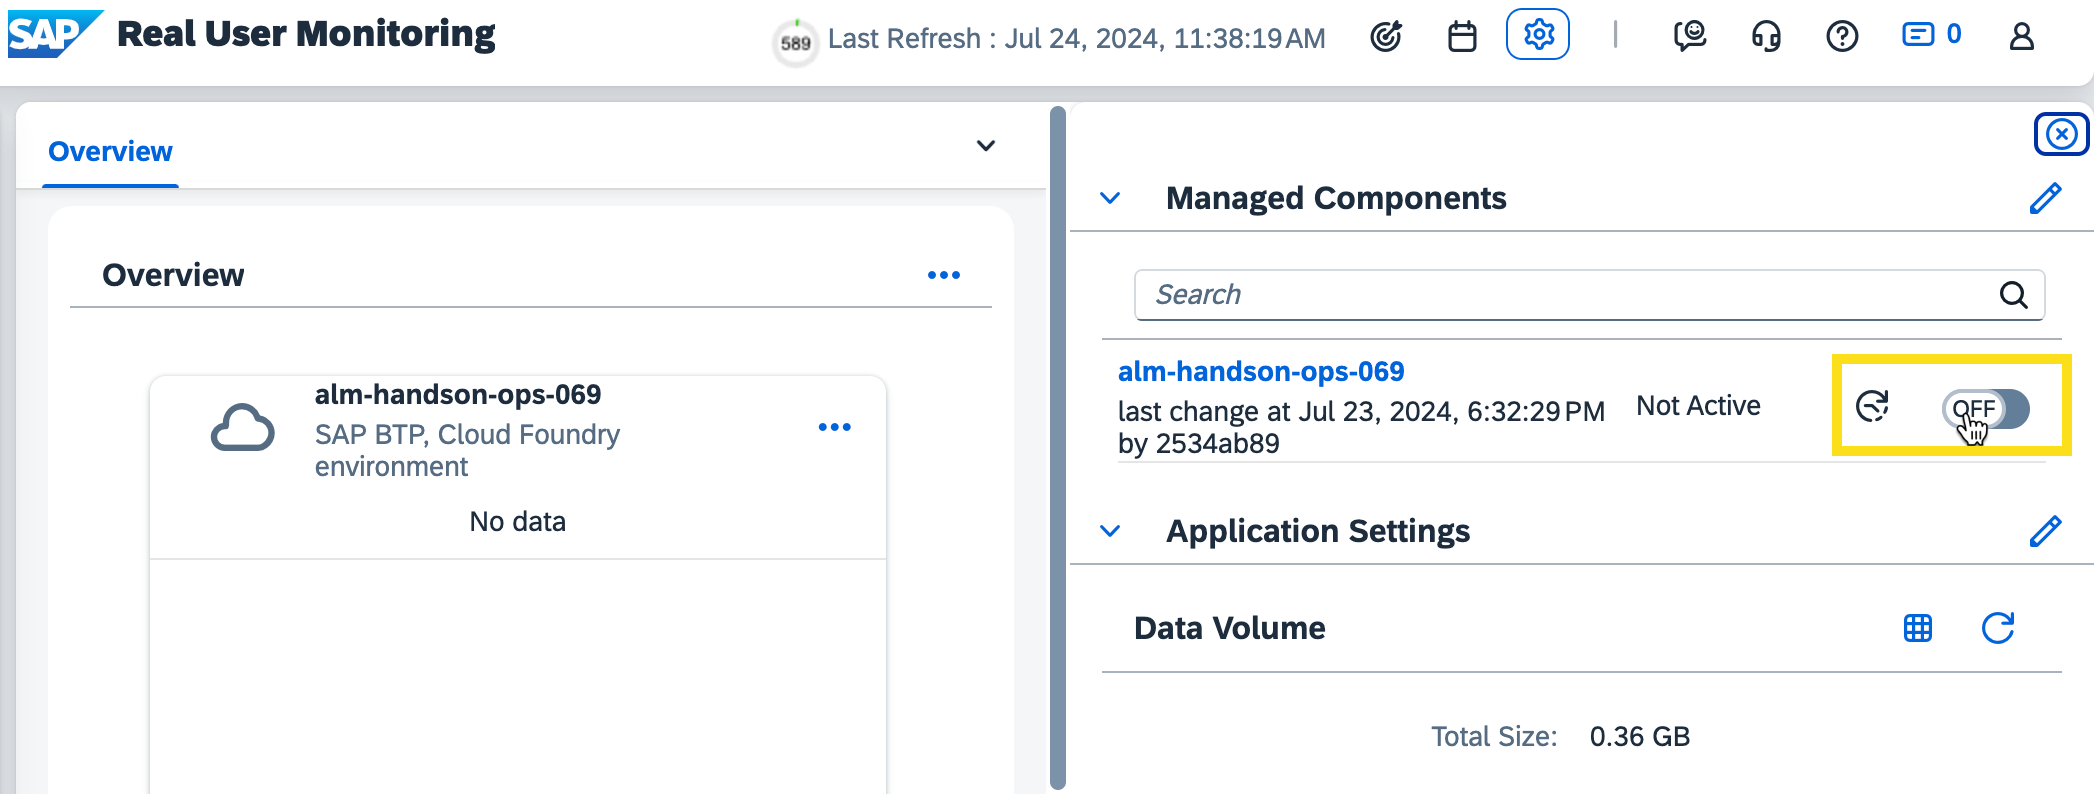 SAP Real User Monitoring
589 Last Refresh : Jul 24, 2024, 11:38:19 AM
0
Overview
Overview
alm-handson-ops-069
SAP BTP, Cloud Foundry
environment
No data
Managed Components
Search
alm-handson-ops-069
last change at Jul 23, 2024, 6:32:29 PM
by 2534ab89
Not Active
OFF
Application Settings
Data Volume
Total Size: 0.36 GB